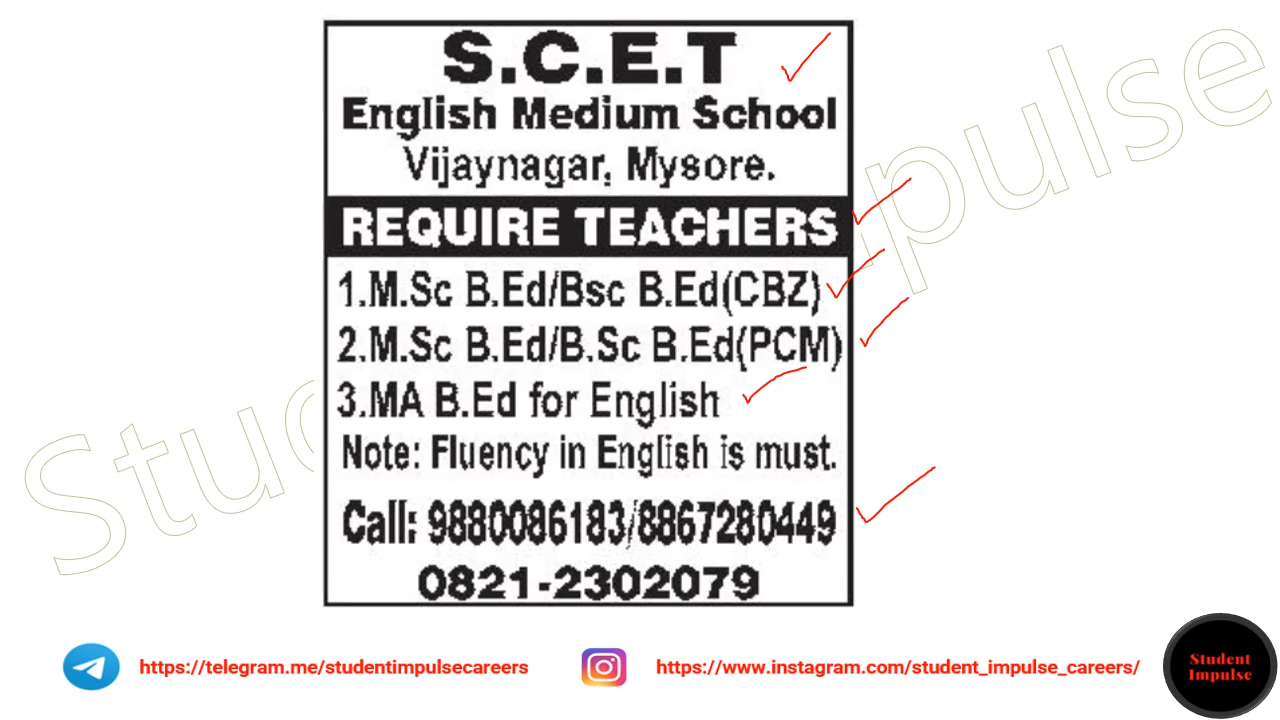 S.C.E.T
English Medium School
Vijaynagar, Mysore.
REQUIRE TEACHERS
1.M.Sc B.Ed/Bsc B.Ed(CBZ)
2.M.Sc B.Ed/B.Sc B.Ed(PCM)
3.MA B.Ed for English
Note: Fluency in English is must.
Call: 9880086183/8867280449
0821-2302079
Student Impulse
https://telegram.me/studentimpulsecareers
https://www.instagram.com/student_impulse_careers/
Student
Impulse